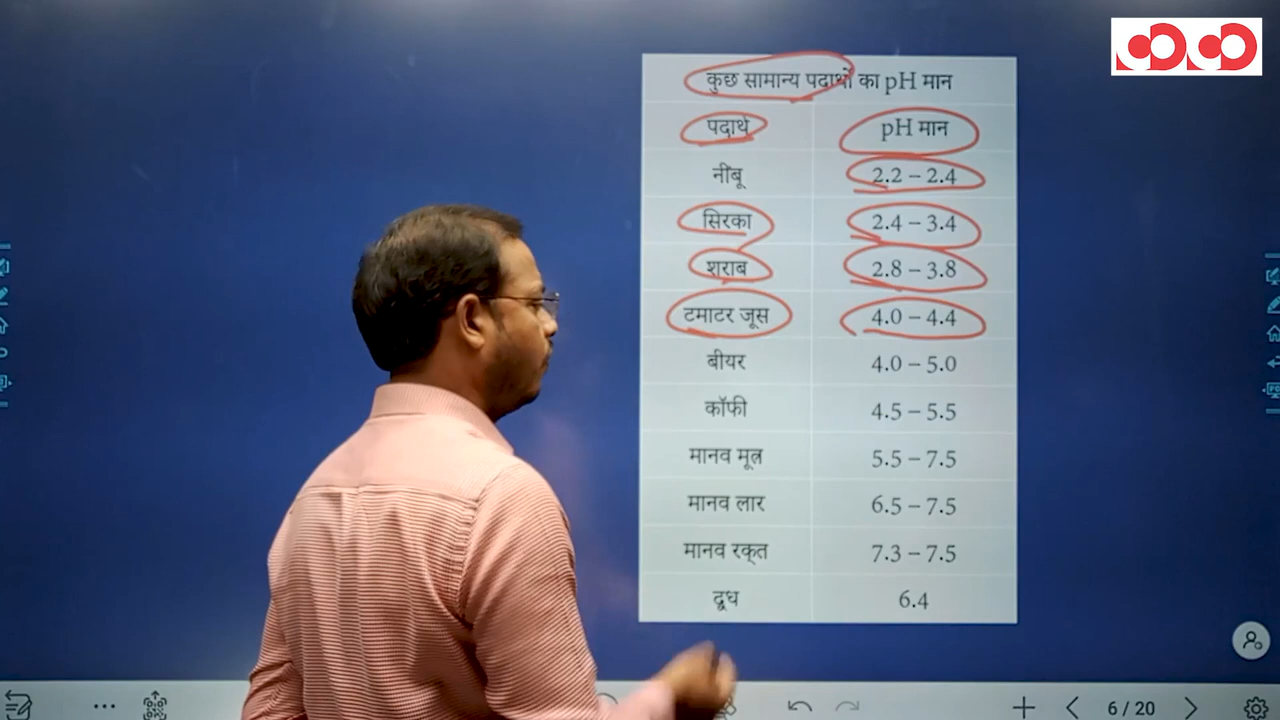 कुछ सामान्य पदार्थों का pH मान
पदार्थ pH मान
नींबू 2.2 – 2.4
सिरका 2.4 – 3.4
शराब 2.8 – 3.8
टमाटर जूस 4.0 – 4.4
बीयर 4.0 – 5.0
कॉफी 4.5 – 5.5
मानव मूत्र 5.5 – 7.5
मानव लार 6.5 – 7.5
मानव रक्त 7.3 – 7.5
दूध 6.4
6 / 20